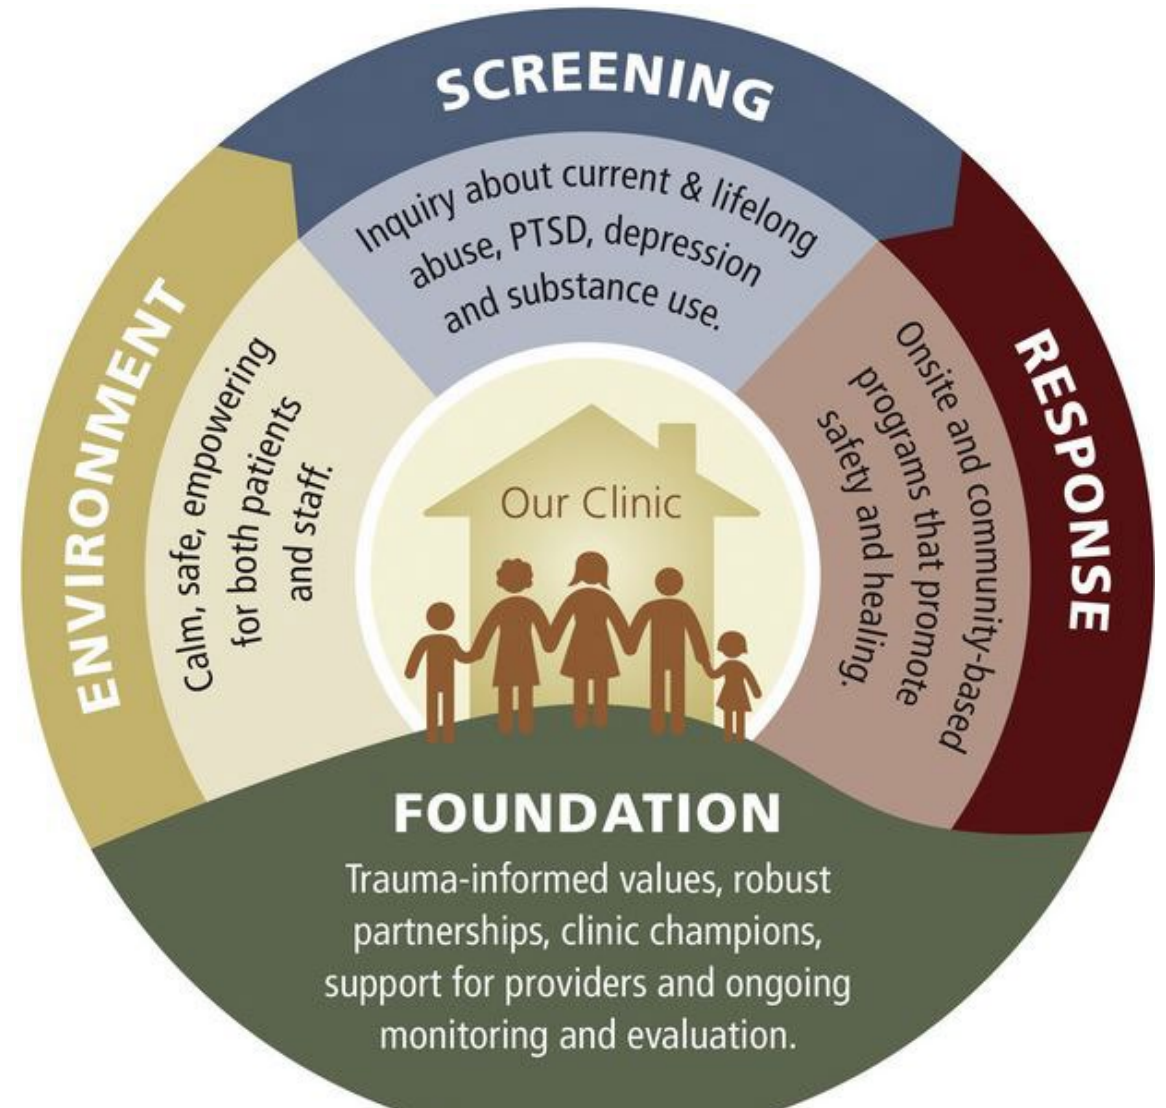 SCREENING
Inquiry about current & lifelong
abuse, PTSD, depression
and substance use.
ENVIRONMENT
Calm, safe, empowering
for both patients
and staff.
RESPONSE
Onsite and community-based
programs that promote
safety and healing.
Our Clinic
FOUNDATION
Trauma-informed values, robust
partnerships, clinic champions,
support for providers and ongoing
monitoring and evaluation.